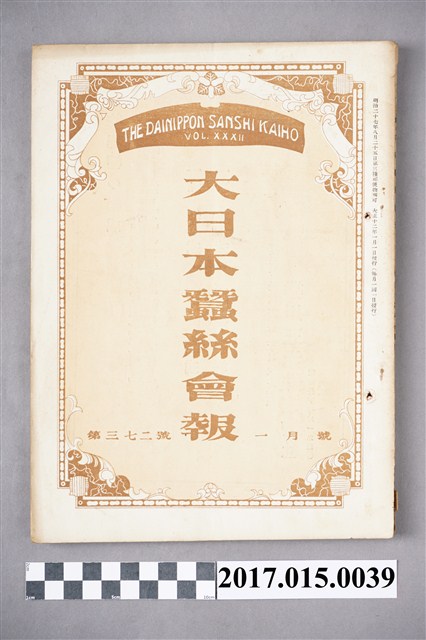 THE DAINIPPON SANSHI KAIHO
VOL. XXXII
大日本蠶絲會報
第三七二號 一月號
2017.015.0039